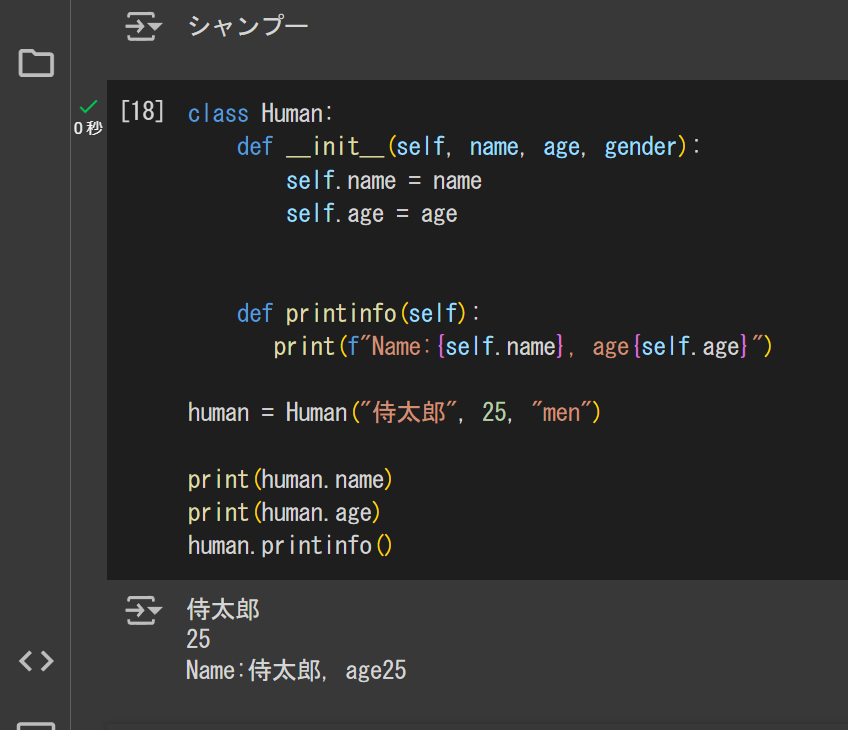 シャンプー
[18]
0秒
class Human:
    def __init__(self, name, age, gender):
        self.name = name
        self.age = age
    def printinfo(self):
       print(f"Name:{self.name}, age{self.age}")
human = Human("侍太郎", 25, "men")
print(human.name)
print(human.age)
human.printinfo()
侍太郎
25
Name:侍太郎, age25